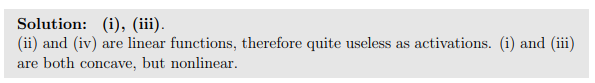 Solution: (i), (iii).
(ii) and (iv) are linear functions, therefore quite useless as activations. (i) and (iii)
are both concave, but nonlinear.